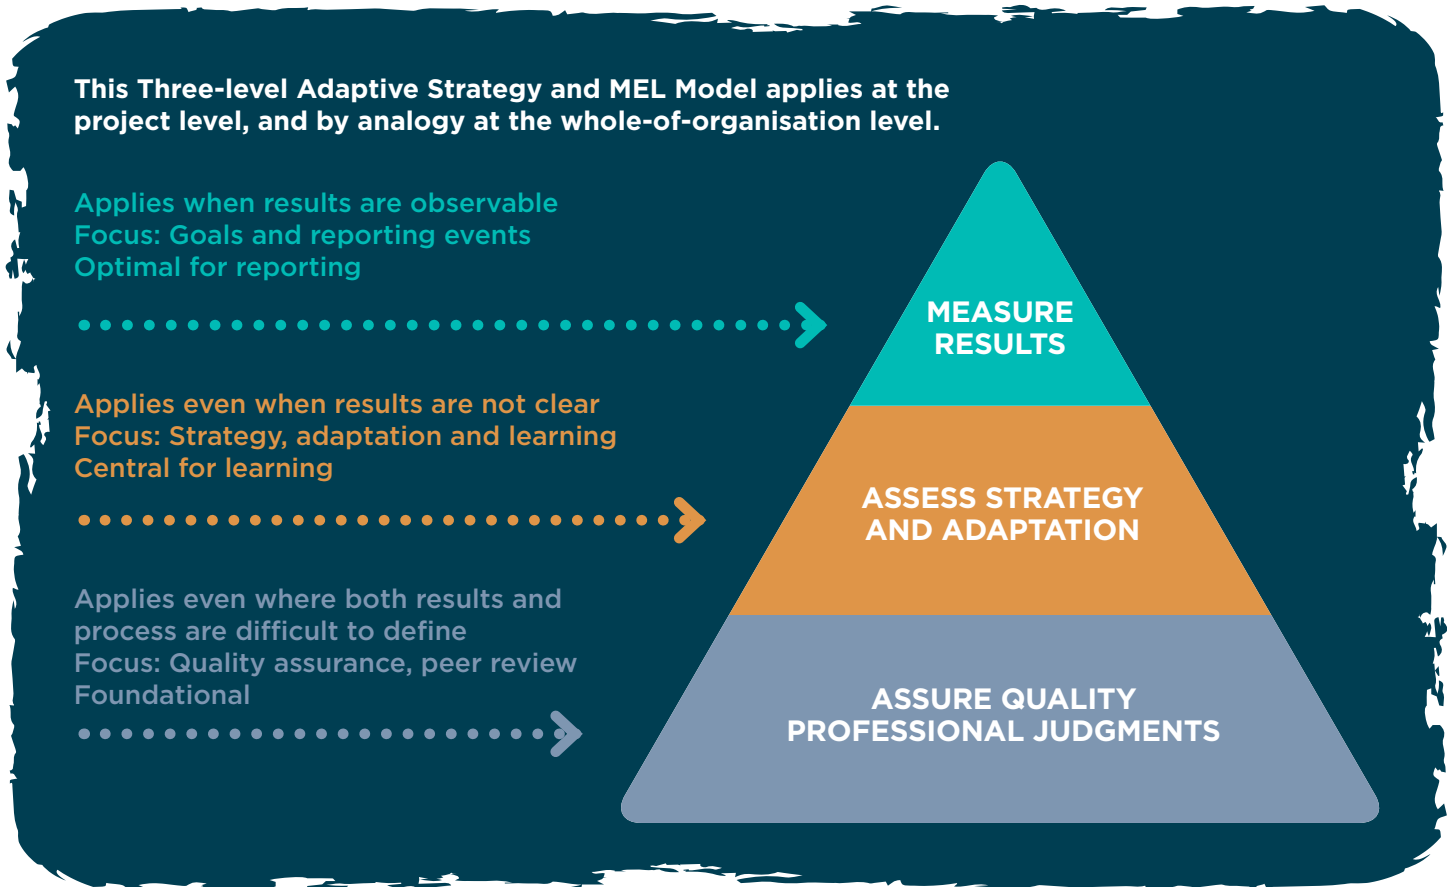 This Three-level Adaptive Strategy and MEL Model applies at the
project level, and by analogy at the whole-of-organisation level.
Applies when results are observable
Focus: Goals and reporting events
Optimal for reporting
MEASURE
RESULTS
Applies even when results are not clear
Focus: Strategy, adaptation and learning
Central for learning
ASSESS STRATEGY
AND ADAPTATION
Applies even where both results and
process are difficult to define
Focus: Quality assurance, peer review
Foundational
ASSURE QUALITY
PROFESSIONAL JUDGMENTS